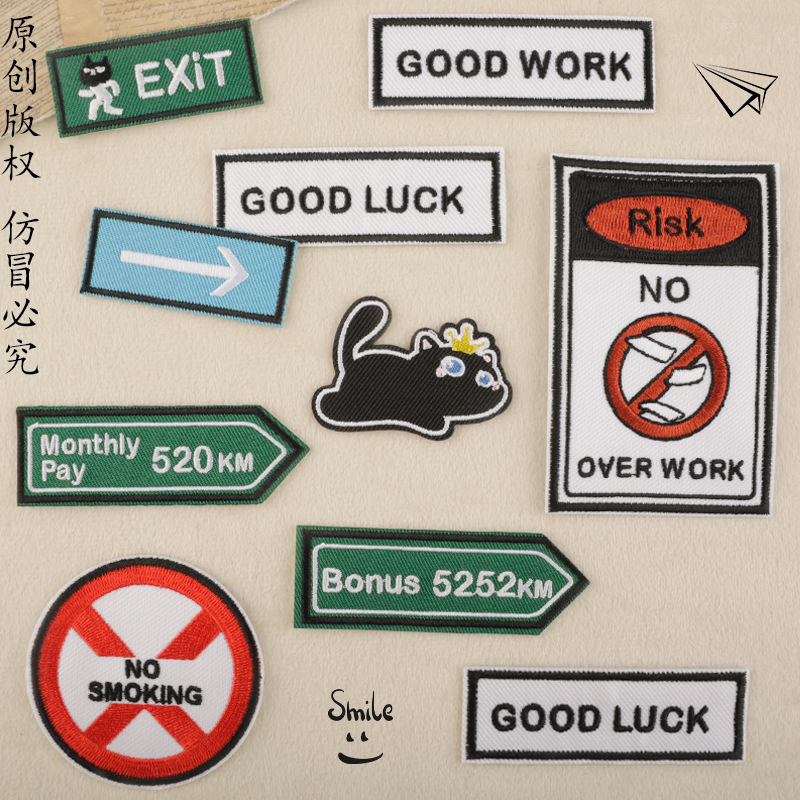 原创版权 仿冒必究
EXiT
GOOD WORK
GOOD LUCK
Risk
NO
OVER WORK
Monthly
Pay
520KM
Bonus 5252KM
NO
SMOKING
Smile
GOOD LUCK